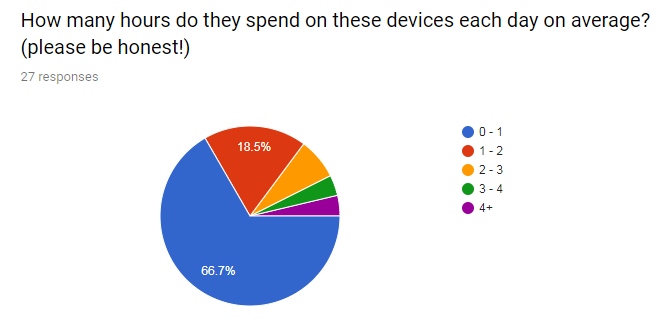 How many hours do they spend on these devices each day on average?
(please be honest!)
27 responses
18.5%
66.7%
0 - 1
1 - 2
2 - 3
3 - 4
4+